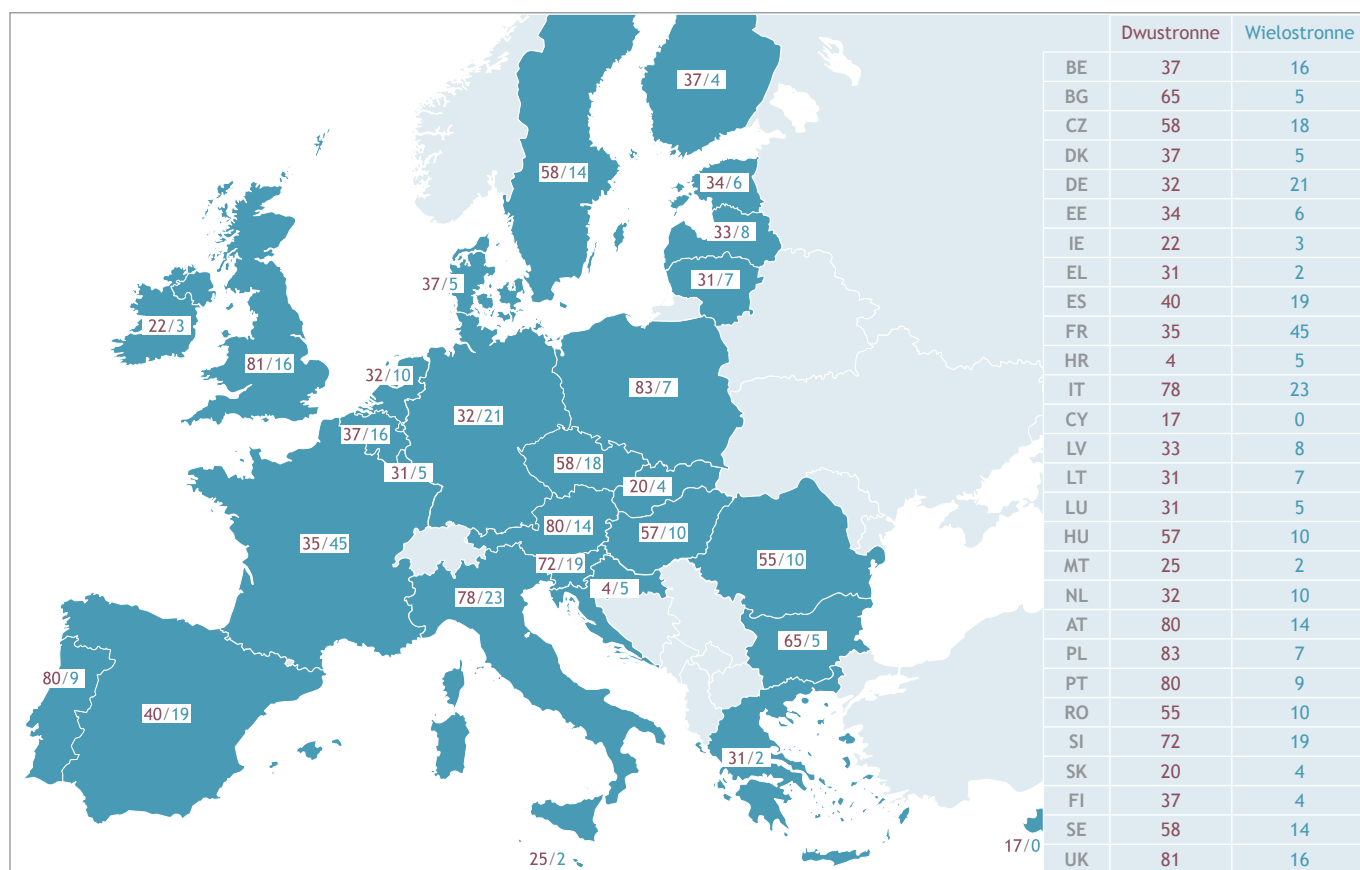 37/4
58/14
34/6
33/8
37/5
31/7
22/3
81/16
32/10
83/7
32/21
37/16
58/18
31/5
20/4
80/14
57/10
35/45
55/10
72/19
4/5
78/23
65/5
80/9
40/19
31/2
17/0
25/2
Dwustronne Wielostronne
BE 37 16
BG 65 5
CZ 58 18
DK 37 5
DE 32 21
EE 34 6
IE 22 3
EL 31 2
ES 40 19
FR 35 45
HR 4 5
IT 78 23
CY 17 0
LV 33 8
LT 31 7
LU 31 5
HU 57 10
MT 25 2
NL 32 10
AT 80 14
PL 83 7
PT 80 9
RO 55 10
SI 72 19
SK 20 4
FI 37 4
SE 58 14
UK 81 16